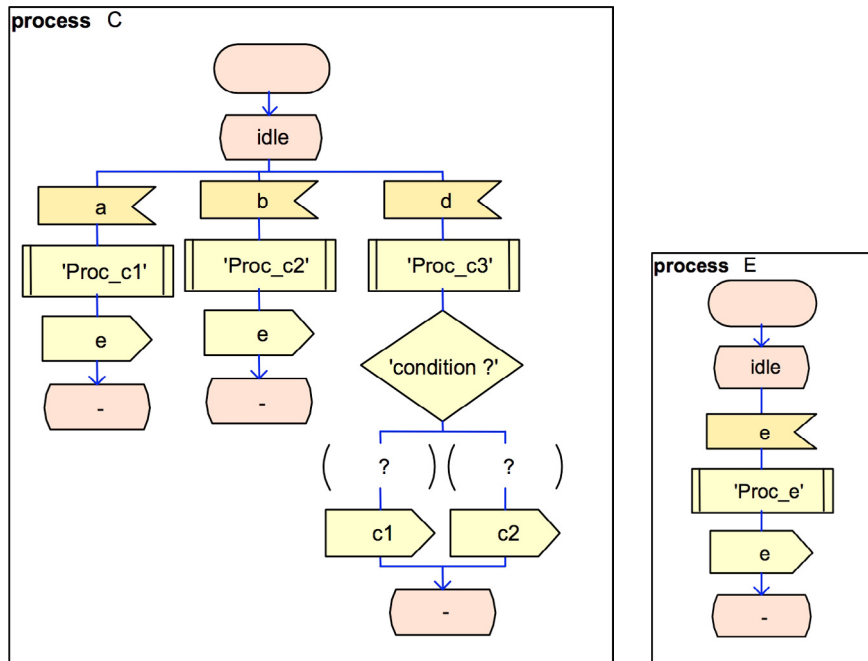 process C
idle
a
b
d
'Proc_c1'
'Proc_c2'
'Proc_c3'
e
e
'condition ?'
-
-
?
?
c1
c2
-
process E
idle
e
'Proc_e'
e
-